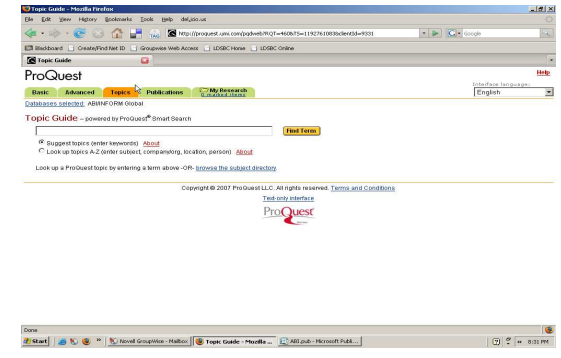 Topic Guide - Mozilla Firefox
File Edit View History Bookmarks Tools Help del.icio.us
http://proquest.umi.com/pqdweb?RQT=460&TS=1192761083&clientId=9331
Google
Blackboard Create/Find Net ID Groupwise Web Access LDSBC Home LDSBC Online
Topic Guide
ProQuest
Help
Interface language:
Basic Advanced Topics Publications My Research
0 marked items
English
Databases selected: ABI/INFORM Global
Topic Guide – powered by ProQuest® Smart Search
Find Term
Suggest topics (enter keywords) About
Look up topics A-Z (enter subject, company/org, location, person) About
Look up a ProQuest topic by entering a term above -OR- browse the subject directory.
Copyright © 2007 ProQuest LLC. All rights reserved. Terms and Conditions
Text-only interface
ProQuest
Done
Start Novell GroupWise - Mailbox Topic Guide - Mozilla ... ABI.pub - Microsoft Publi... 8:31 PM